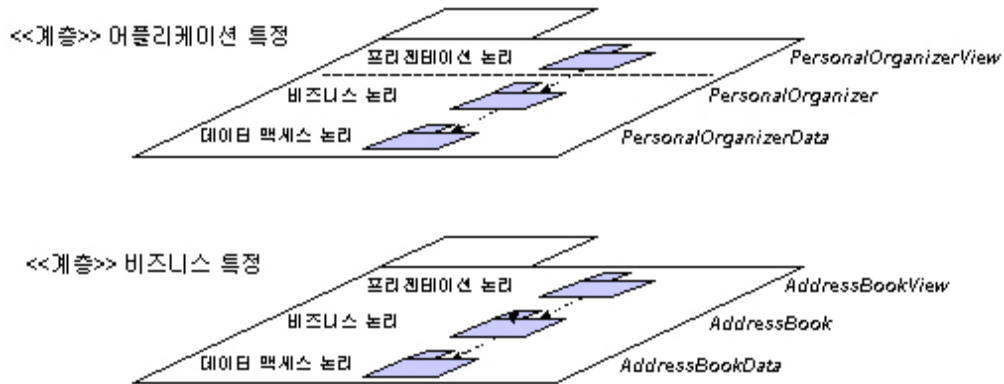 <<계층>> 어플리케이션 특정
프리젠테이션 논리
PersonalOrganizerView
비즈니스 논리
PersonalOrganizer
데이터 액세스 논리
PersonalOrganizerData
<<계층>> 비즈니스 특정
프리젠테이션 논리
AddressBookView
비즈니스 논리
AddressBook
데이터 액세스 논리
AddressBookData